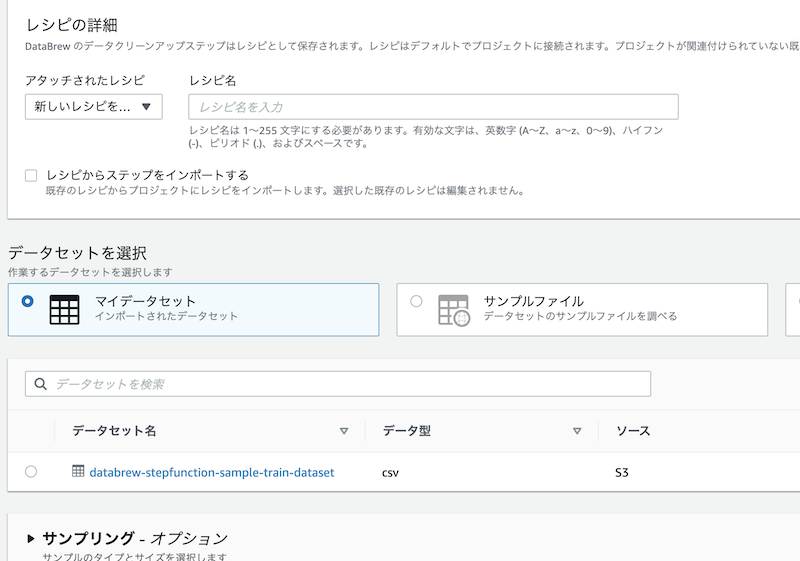 レシピの詳細
DataBrew のデータクリーンアップステップはレシピとして保存されます。レシピはデフォルトでプロジェクトに接続されます。プロジェクトが関連付けられていない既
アタッチされたレシピ
レシピ名
新しいレシピを...
レシピ名を入力
レシピ名は 1〜255 文字にする必要があります。有効な文字は、英数字 (A〜Z、a〜z、0〜9)、ハイフン
(-)、ピリオド (.)、およびスペースです。
レシピからステップをインポートする
既存のレシピからプロジェクトにレシピをインポートします。選択した既存のレシピは編集されません。
データセットを選択
作業するデータセットを選択します
マイデータセット
インポートされたデータセット
サンプルファイル
データセットのサンプルファイルを調べる
データセットを検索
データセット名 データ型 ソース
databrew-stepfunction-sample-train-dataset csv S3
サンプリング - オプション
サンプルのタイプとサイズを選択します